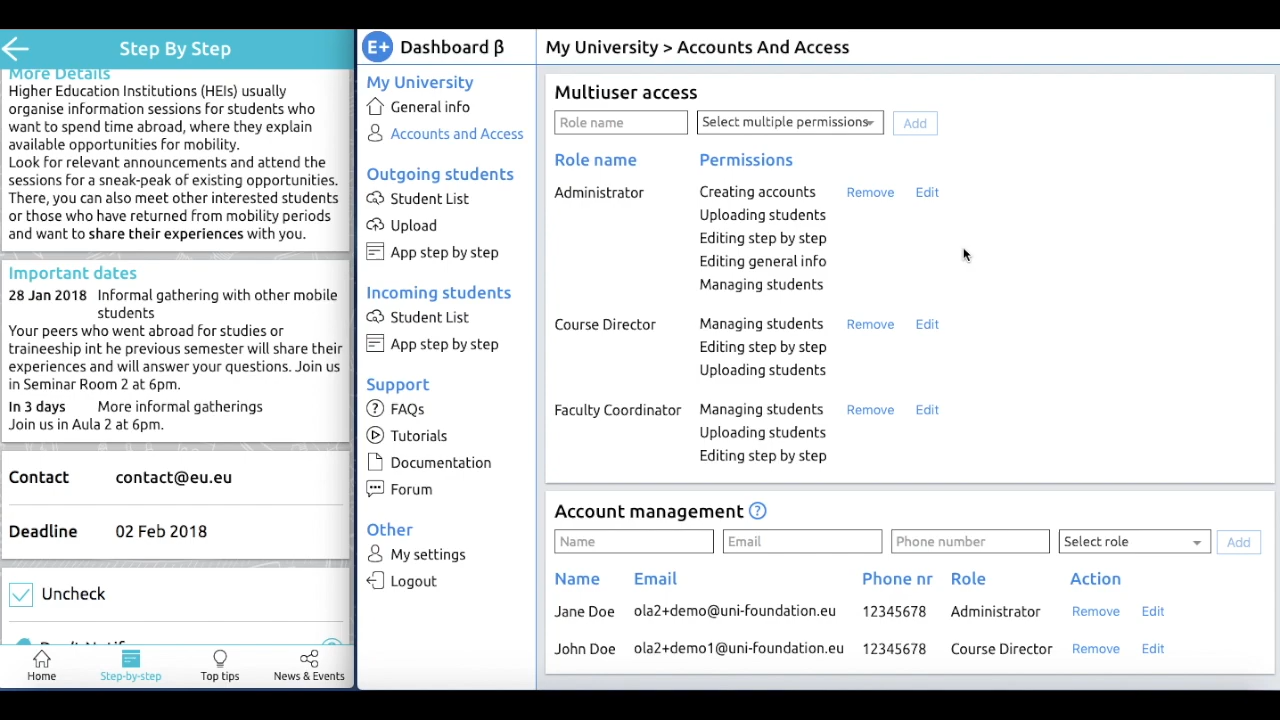 Step By Step
More Details
Higher Education Institutions (HEIs) usually
organise information sessions for students who
want to spend time abroad, where they explain
available opportunities for mobility.
Look for relevant announcements and attend the
sessions for a sneak-peak of existing opportunities.
There, you can also meet other interested students
or those who have returned from mobility periods
and want to share their experiences with you.
Important dates
28 Jan 2018 Informal gathering with other mobile
students
Your peers who went abroad for studies or
traineeship int he previous semester will share their
experiences and will answer your questions. Join us
in Seminar Room 2 at 6pm.
In 3 days More informal gatherings
Join us in Aula 2 at 6pm.
Contact contact@eu.eu
Deadline 02 Feb 2018
Uncheck
Home
Step-by-step
Top tips
News & Events
E+ Dashboard β
My University
General info
Accounts and Access
Outgoing students
Student List
Upload
App step by step
Incoming students
Student List
App step by step
Support
FAQs
Tutorials
Documentation
Forum
Other
My settings
Logout
My University > Accounts And Access
Multiuser access
Role name Select multiple permissions Add
Role name Permissions
Administrator Creating accounts Remove Edit
Uploading students
Editing step by step
Editing general info
Managing students
Course Director Managing students Remove Edit
Editing step by step
Uploading students
Faculty Coordinator Managing students Remove Edit
Uploading students
Editing step by step
Account management ?
Name Email Phone number Select role Add
Name Email Phone nr Role Action
Jane Doe ola2+demo@uni-foundation.eu 12345678 Administrator Remove Edit
John Doe ola2+demo1@uni-foundation.eu 12345678 Course Director Remove Edit